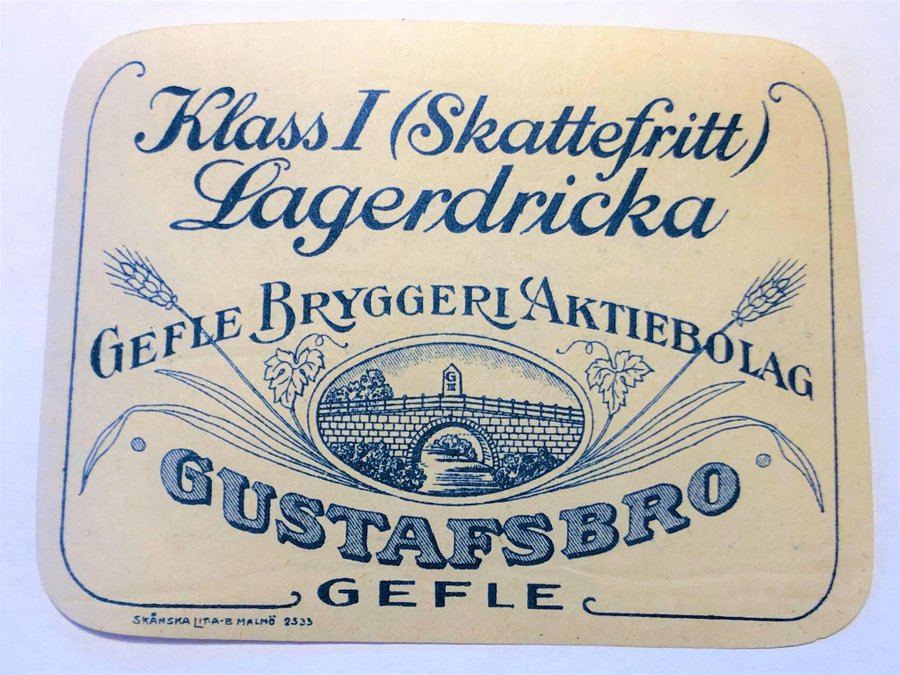 Klass I (Skattefritt)
Lagerdricka
GEFLE BRYGGERI AKTIEBOLAG
G
III
GUSTAFSBRO
GEFLE
SKÅNSKA LIT. A-B MALMÖ 2333